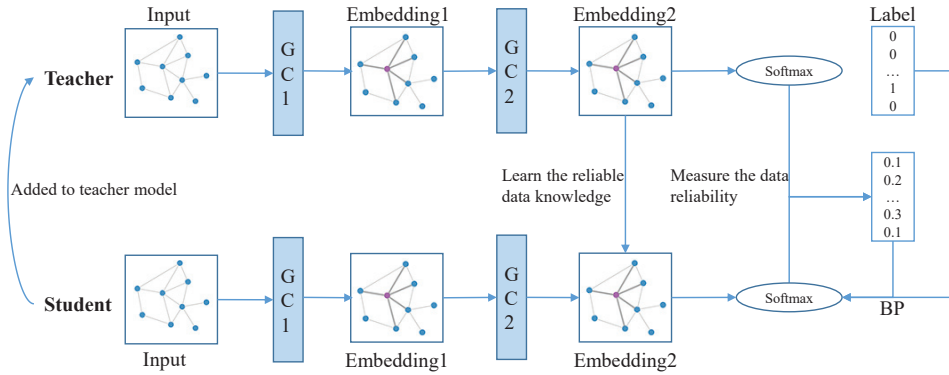 Input
Embedding1
Embedding2
Label
Teacher
G
C
1
G
C
2
Softmax
0
0
...
1
0
Added to teacher model
Learn the reliable
data knowledge
Measure the data
reliability
0.1
0.2
...
0.3
0.1
Student
G
C
1
G
C
2
Softmax
BP
Input
Embedding1
Embedding2